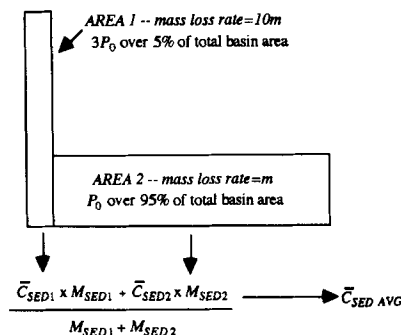 AREA 1 -- mass loss rate=10m
3P₀ over 5% of total basin area
AREA 2 -- mass loss rate=m
P₀ over 95% of total basin area
C̅SED1 x MSED1 + C̅SED2 x MSED2
MSED1 + MSED2
C̅SED AVG